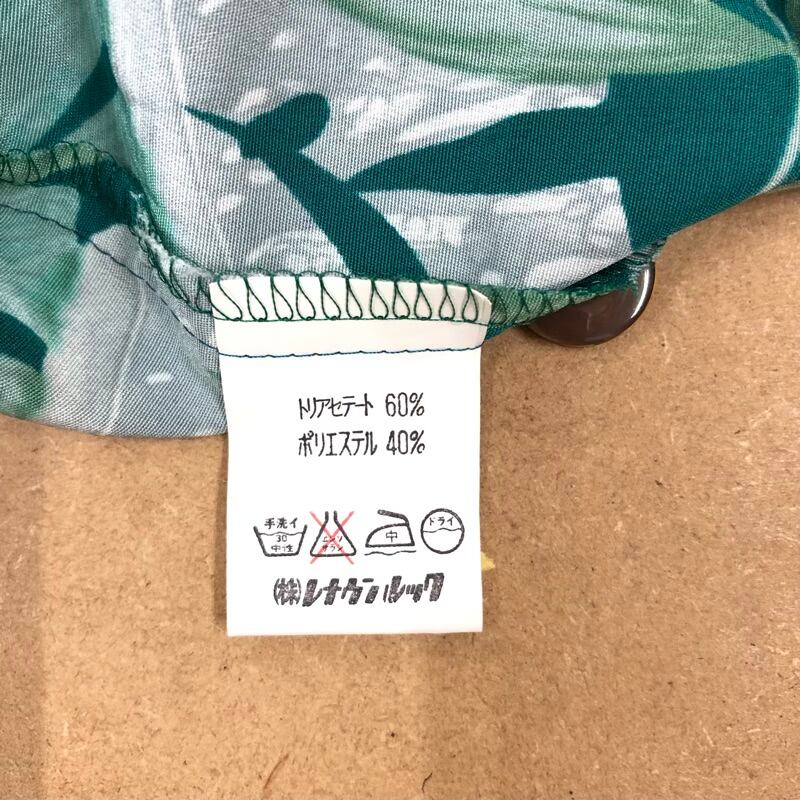 トリアセテート 60%
ポリエステル 40%
手洗イ 30 中性 エンソサラシ 中 ドライ
(株)レナウンルック